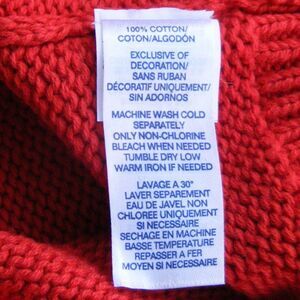 100% COTTON/
COTON/ALGODÓN
EXCLUSIVE OF
DECORATION/
SANS RUBAN
DÉCORATIF UNIQUEMENT/
SIN ADORNOS
MACHINE WASH COLD
SEPARATELY
ONLY NON-CHLORINE
BLEACH WHEN NEEDED
TUMBLE DRY LOW
WARM IRON IF NEEDED
LAVAGE A 30°
LAVER SEPAREMENT
EAU DE JAVEL NON
CHLOREE UNIQUEMENT
SI NECESSAIRE
SECHAGE EN MACHINE
BASSE TEMPERATURE
REPASSER A FER
MOYEN SI NECESSAIRE